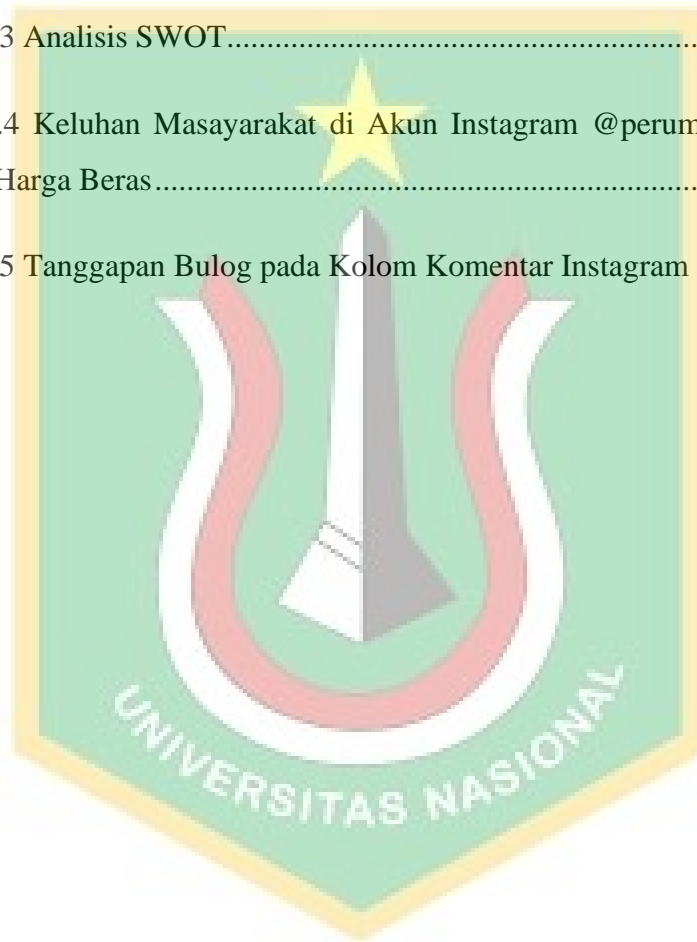 3 Analisis SWOT........................................................
.4 Keluhan Masayarakat di Akun Instagram @perum
Harga Beras................................................................
5 Tanggapan Bulog pada Kolom Komentar Instagram
UNIVERSITAS NASIONAL